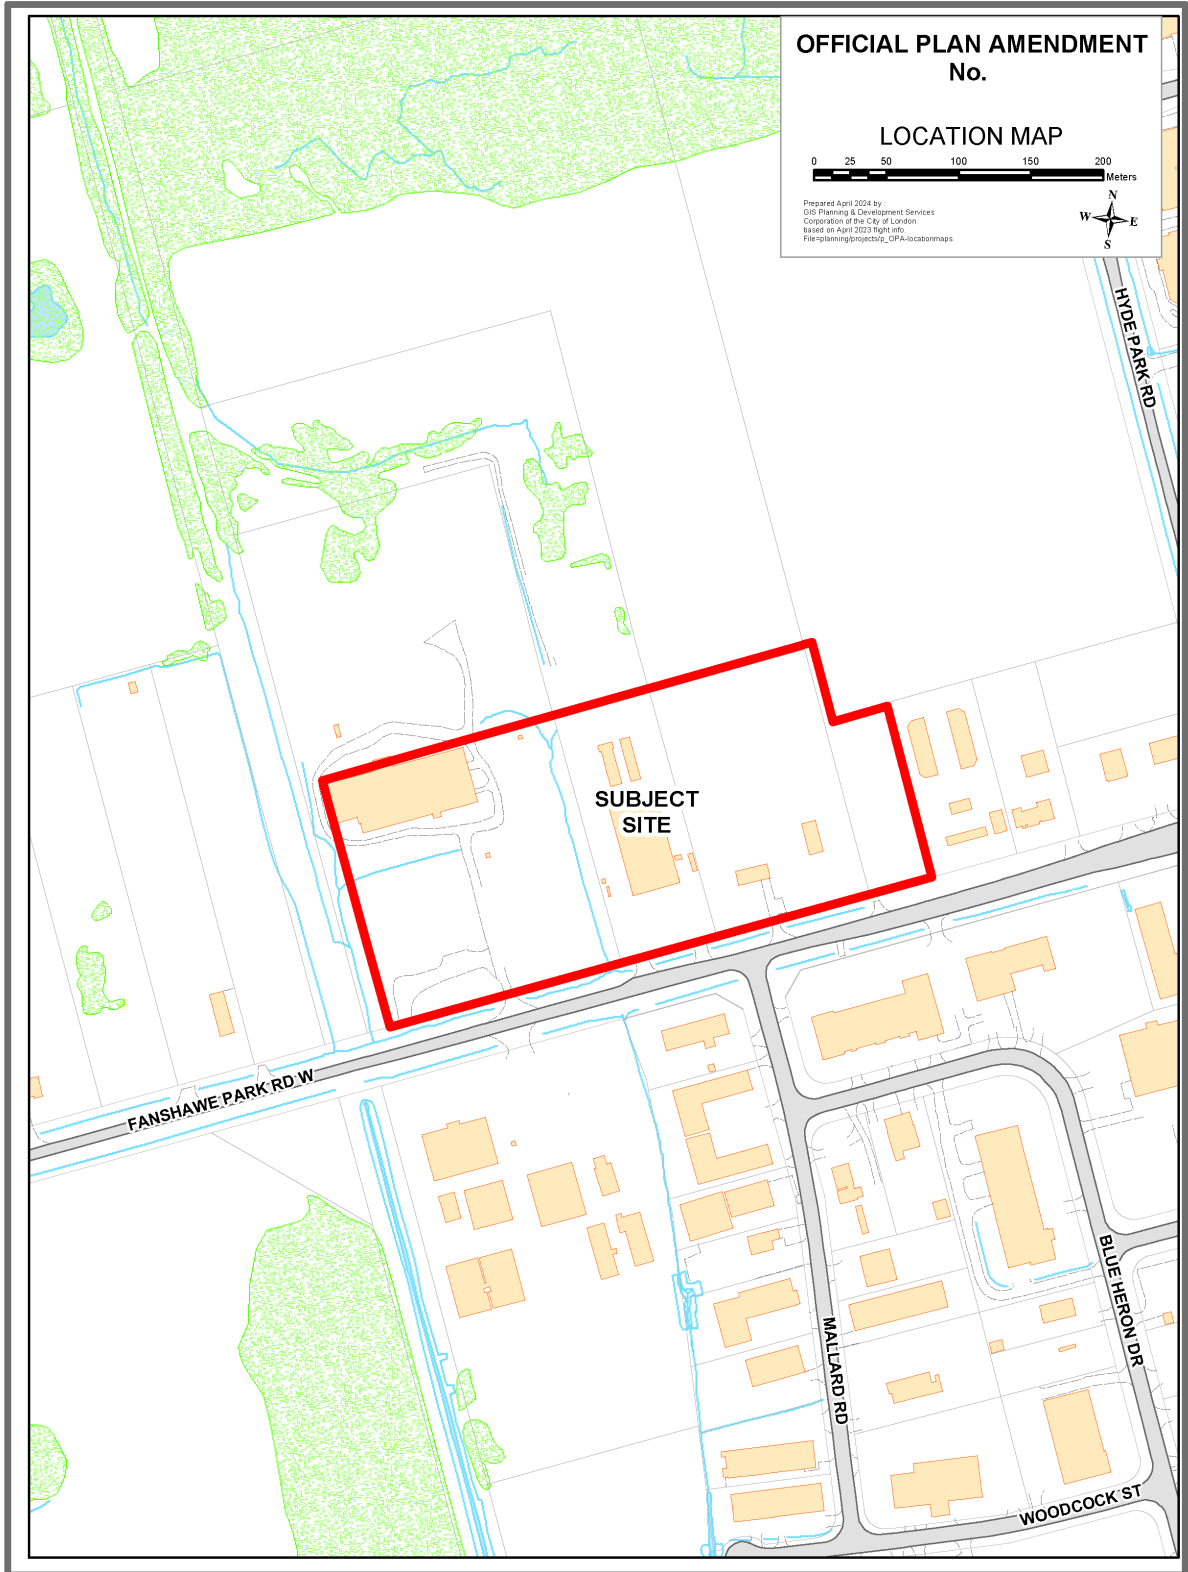 OFFICIAL PLAN AMENDMENT
No.
LOCATION MAP
0 25 50 100 150 200
Meters
Prepared April 2024 by :
GIS Planning & Development Services
Corporation of the City of London
based on April 2023 flight info.
File=planning/projects/p_OPA-locationmaps
N
W E
S
HYDE PARK RD
SUBJECT
SITE
FANSHAWE PARK RD W
MALLARD RD
BLUE HERON DR
WOODCOCK ST